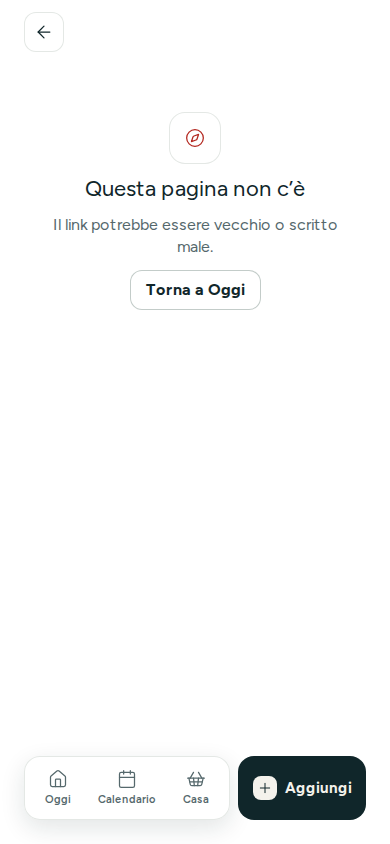 Questa pagina non c’è
Il link potrebbe essere vecchio o scritto
male.
Torna a Oggi
Oggi
Calendario
Casa
Aggiungi